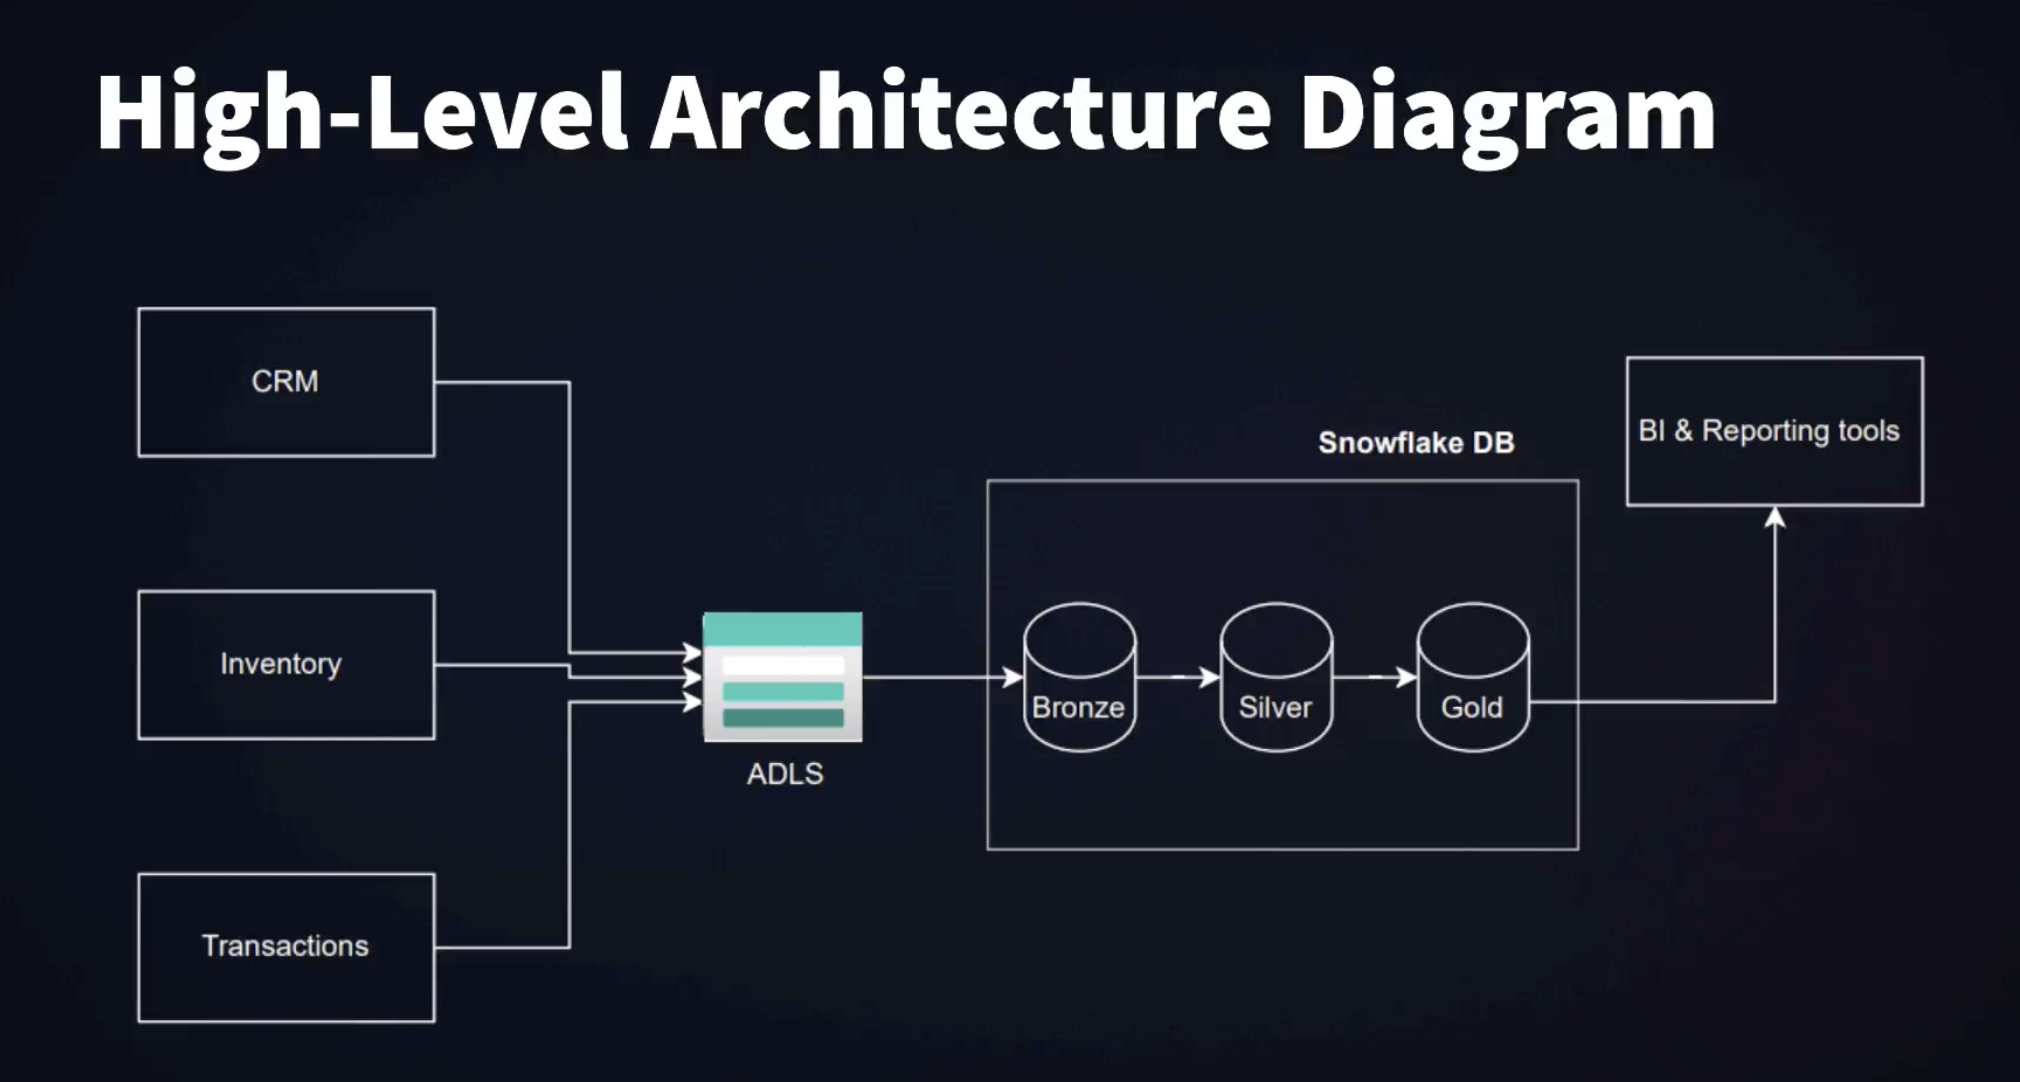 High-Level Architecture Diagram
CRM
Inventory
Transactions
ADLS
Snowflake DB
Bronze
Silver
Gold
BI & Reporting tools